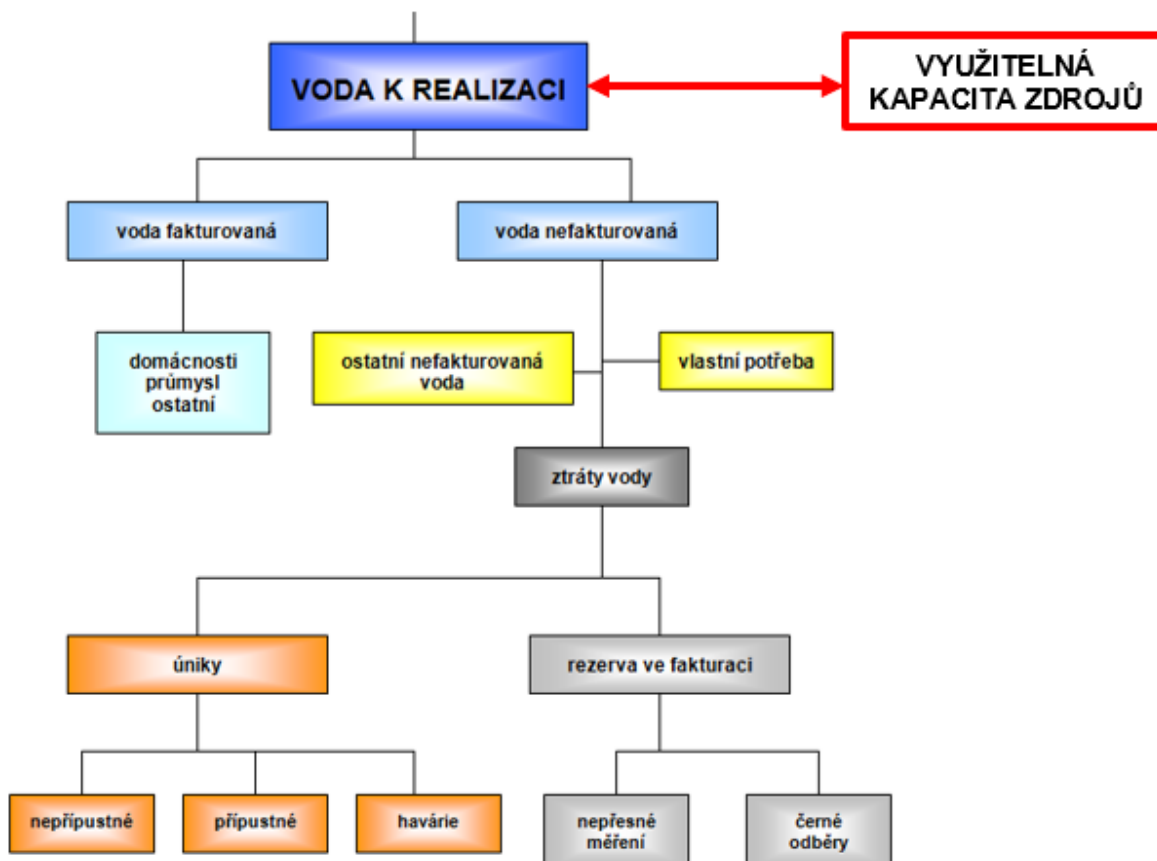 VODA K REALIZACI
VYUŽITELNÁ
KAPACITA ZDROJŮ
voda fakturovaná
voda nefakturovaná
domácnosti
průmysl
ostatní
ostatní nefakturovaná
voda
vlastní potřeba
ztráty vody
úniky
rezerva ve fakturaci
nepřípustné
přípustné
havárie
nepřesné
měření
černé
odběry